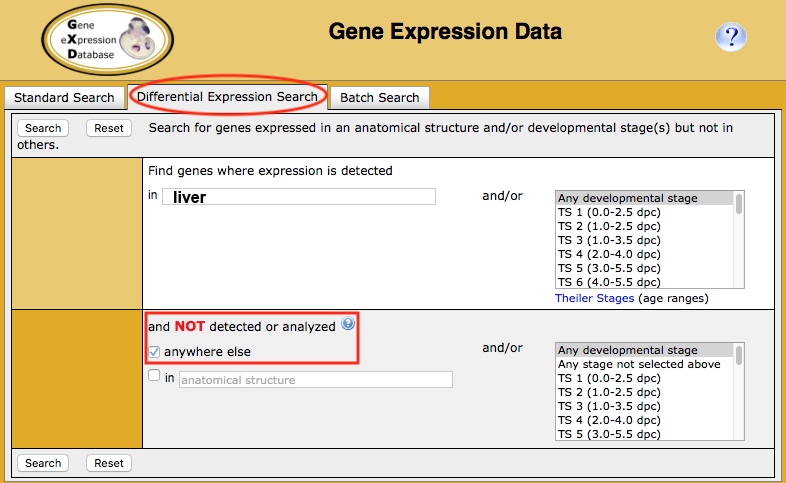 Gene
eXpression
Database
Gene Expression Data
?
Standard Search
Differential Expression Search
Batch Search
Search
Reset
Search for genes expressed in an anatomical structure and/or developmental stage(s) but not in
others.
Find genes where expression is detected
in
liver
and/or
Any developmental stage
TS 1 (0.0-2.5 dpc)
TS 2 (1.0-2.5 dpc)
TS 3 (1.0-3.5 dpc)
TS 4 (2.0-4.0 dpc)
TS 5 (3.0-5.5 dpc)
TS 6 (4.0-5.5 dpc)
Theiler Stages (age ranges)
and NOT detected or analyzed ?
anywhere else
in
anatomical structure
and/or
Any developmental stage
Any stage not selected above
TS 1 (0.0-2.5 dpc)
TS 2 (1.0-2.5 dpc)
TS 3 (1.0-3.5 dpc)
TS 4 (2.0-4.0 dpc)
TS 5 (3.0-5.5 dpc)
Search
Reset